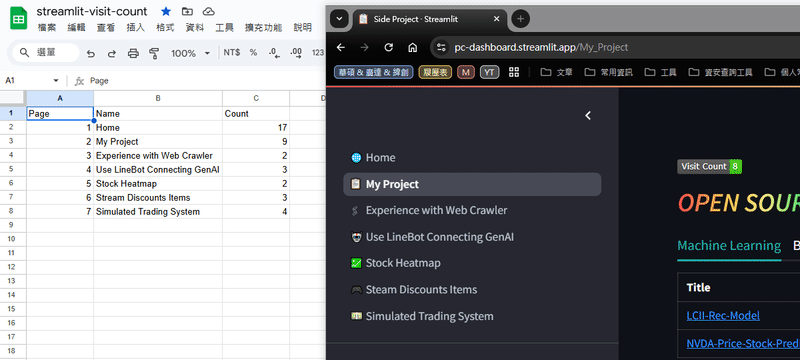 streamlit-visit-count
檔案 編輯 查看 插入 格式 資料 工具 擴充功能 說明
選單 100% NT$ % .0 .00 123
A1 Page
A B C D
1 Page Name Count
2 1 Home 17
3 2 My Project 9
4 3 Experience with Web Crawler 2
5 4 Use LineBot Connecting GenAI 3
6 5 Stock Heatmap 2
7 6 Stream Discounts Items 3
8 7 Simulated Trading System 4
9
10
11
12
13
14
15
16
17
18
Side Project · Streamlit
pc-dashboard.streamlit.app/My_Project
華碩 & 廣達 & 緯創 履歷表 M YT 文章 常用資訊 工具 資安查詢工具 個人
Home
My Project
Experience with Web Crawler
Use LineBot Connecting GenAI
Stock Heatmap
Steam Discounts Items
Simulated Trading System
Visit Count 8
OPEN SOUR
Machine Learning B
Title
LCII-Rec-Model
NVDA-Price-Stock-Pred